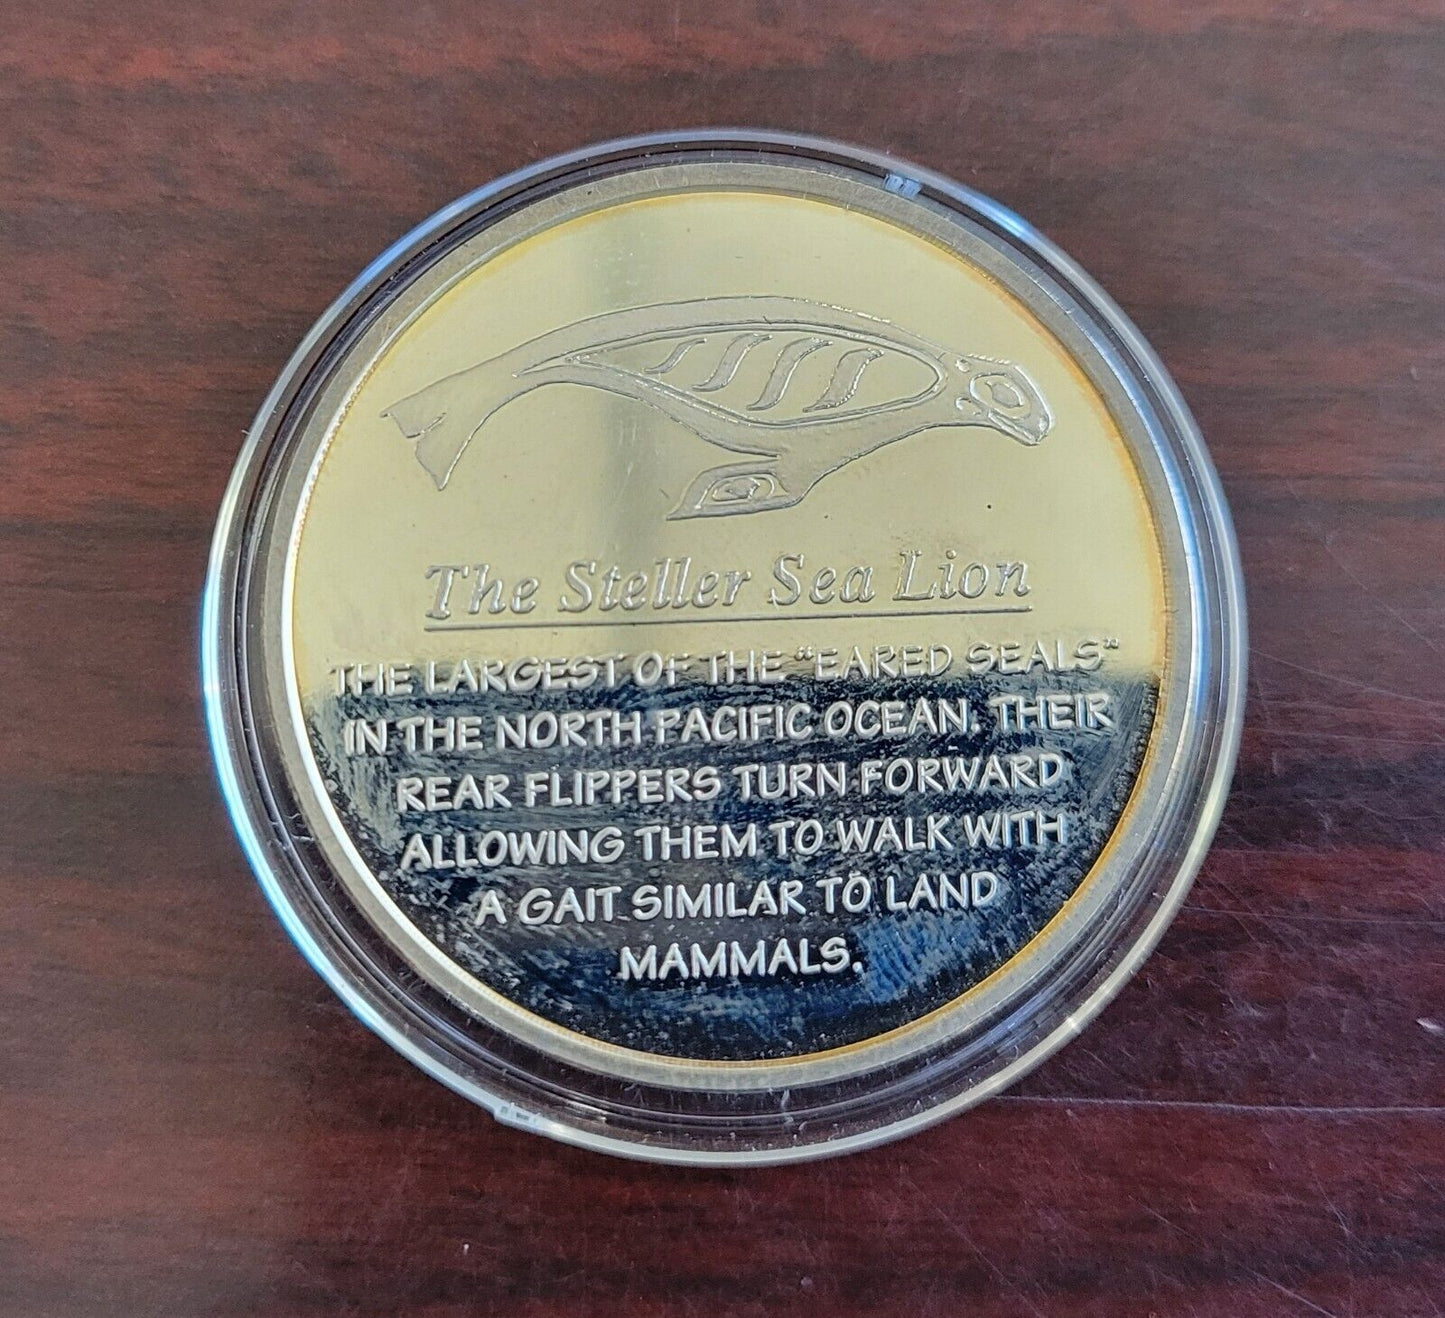 The Steller Sea Lion
THE LARGEST OF THE "EARED SEALS"
IN THE NORTH PACIFIC OCEAN. THEIR
REAR FLIPPERS TURN FORWARD
ALLOWING THEM TO WALK WITH
A GAIT SIMILAR TO LAND
MAMMALS.